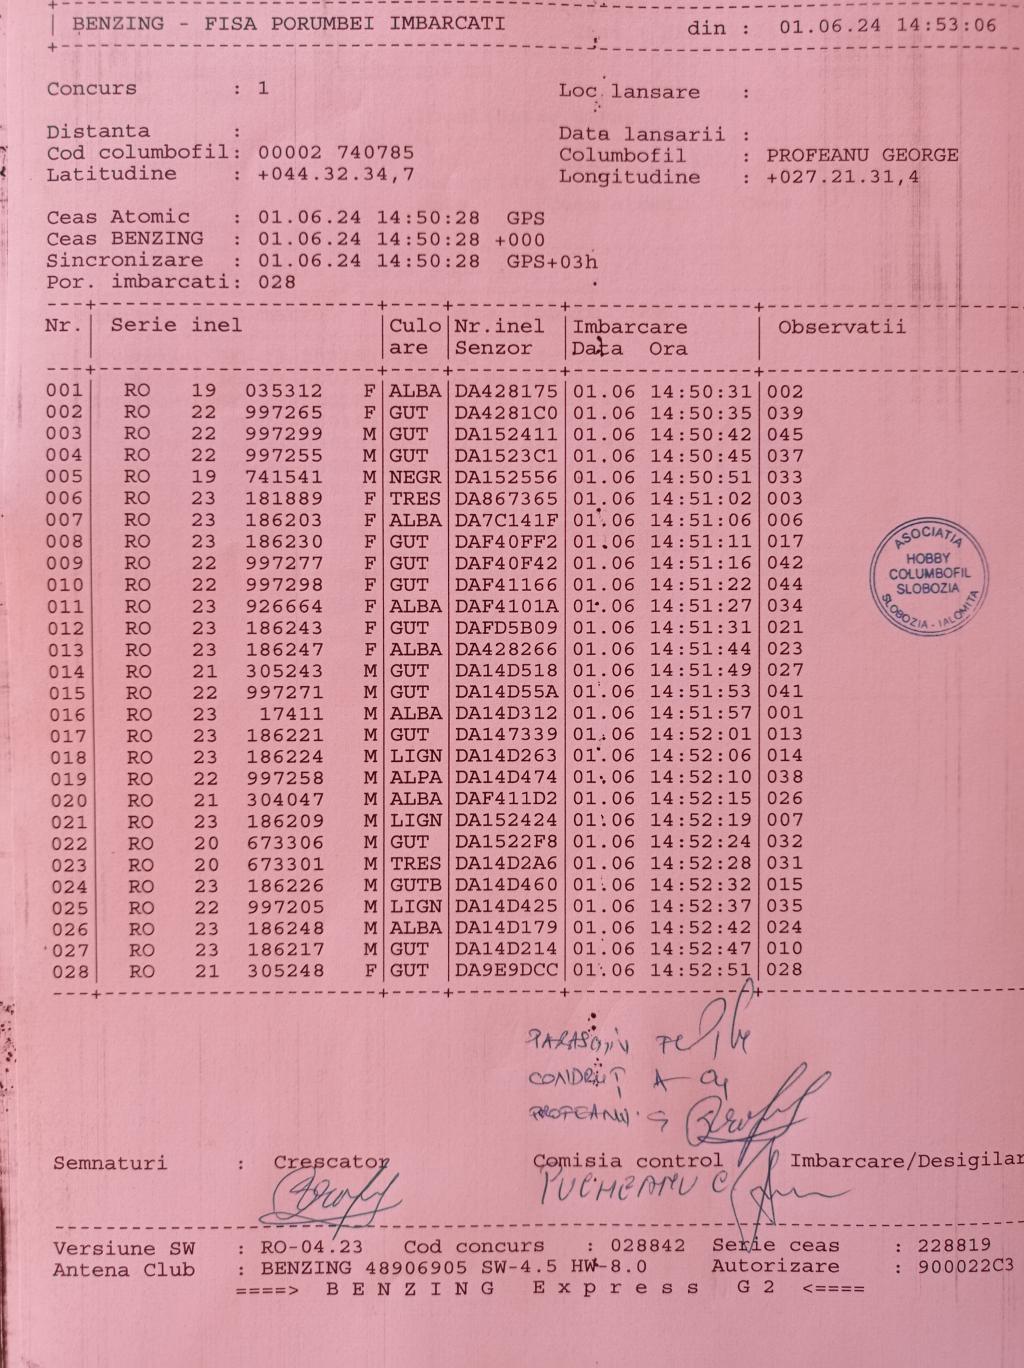 BENZING - FISA PORUMBEI IMBARCATI din : 01.06.24 14:53:06
Concurs : 1 Loc lansare :
Distanta : Data lansarii :
Cod columbofil: 00002 740785 Columbofil : PROFEANU GEORGE
Latitudine : +044.32.34,7 Longitudine : +027.21.31,4
Ceas Atomic : 01.06.24 14:50:28 GPS
Ceas BENZING : 01.06.24 14:50:28 +000
Sincronizare : 01.06.24 14:50:28 GPS+03h
Por. imbarcati: 028
Nr. Serie inel Culo Nr.inel Imbarcare Observatii
are Senzor Data Ora
001 RO 19 035312 F ALBA DA428175 01.06 14:50:31 002
002 RO 22 997265 F GUT DA4281C0 01.06 14:50:35 039
003 RO 22 997299 M GUT DA152411 01.06 14:50:42 045
004 RO 22 997255 M GUT DA1523C1 01.06 14:50:45 037
005 RO 19 741541 M NEGR DA152556 01.06 14:50:51 033
006 RO 23 181889 F TRES DA867365 01.06 14:51:02 003
007 RO 23 186203 F ALBA DA7C141F 01.06 14:51:06 006
008 RO 23 186230 F GUT DAF40FF2 01.06 14:51:11 017
009 RO 22 997277 F GUT DAF40F42 01.06 14:51:16 042
010 RO 22 997298 F GUT DAF41166 01.06 14:51:22 044
011 RO 23 926664 F ALBA DAF4101A 01.06 14:51:27 034
012 RO 23 186243 F GUT DAFD5B09 01.06 14:51:31 021
013 RO 23 186247 F ALBA DA428266 01.06 14:51:44 023
014 RO 21 305243 M GUT DA14D518 01.06 14:51:49 027
015 RO 22 997271 M GUT DA14D55A 01.06 14:51:53 041
016 RO 23 17411 M ALBA DA14D312 01.06 14:51:57 001
017 RO 23 186221 M GUT DA147339 01.06 14:52:01 013
018 RO 23 186224 M LIGN DA14D263 01.06 14:52:06 014
019 RO 22 997258 M ALPA DA14D474 01.06 14:52:10 038
020 RO 21 304047 M ALBA DAF411D2 01.06 14:52:15 026
021 RO 23 186209 M LIGN DA152424 01.06 14:52:19 007
022 RO 20 673306 M GUT DA1522F8 01.06 14:52:24 032
023 RO 20 673301 M TRES DA14D2A6 01.06 14:52:28 031
024 RO 23 186226 M GUTB DA14D460 01.06 14:52:32 015
025 RO 22 997205 M LIGN DA14D425 01.06 14:52:37 035
026 RO 23 186248 M ALBA DA14D179 01.06 14:52:42 024
027 RO 23 186217 M GUT DA14D214 01.06 14:52:47 010
028 RO 21 305248 F GUT DA9E9DCC 01.06 14:52:51 028
ASOCIATIA
HOBBY
COLUMBOFIL
SLOBOZIA
SLOBOZIA - IALOMITA
CONDRUȚ A
PROFEANU G
Semnaturi : Crescator Comisia control Imbarcare/Desigilar
PUCHEANU C
Versiune SW : RO-04.23 Cod concurs : 028842 Serie ceas : 228819
Antena Club : BENZING 48906905 SW-4.5 HW-8.0 Autorizare : 900022C3
====> B E N Z I N G E x p r e s s G 2 <====